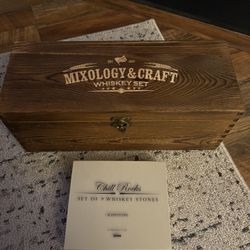 MIXOLOGY & CRAFT
WHISKEY SET
Chill Rocks
SET OF 9 WHISKEY STONES